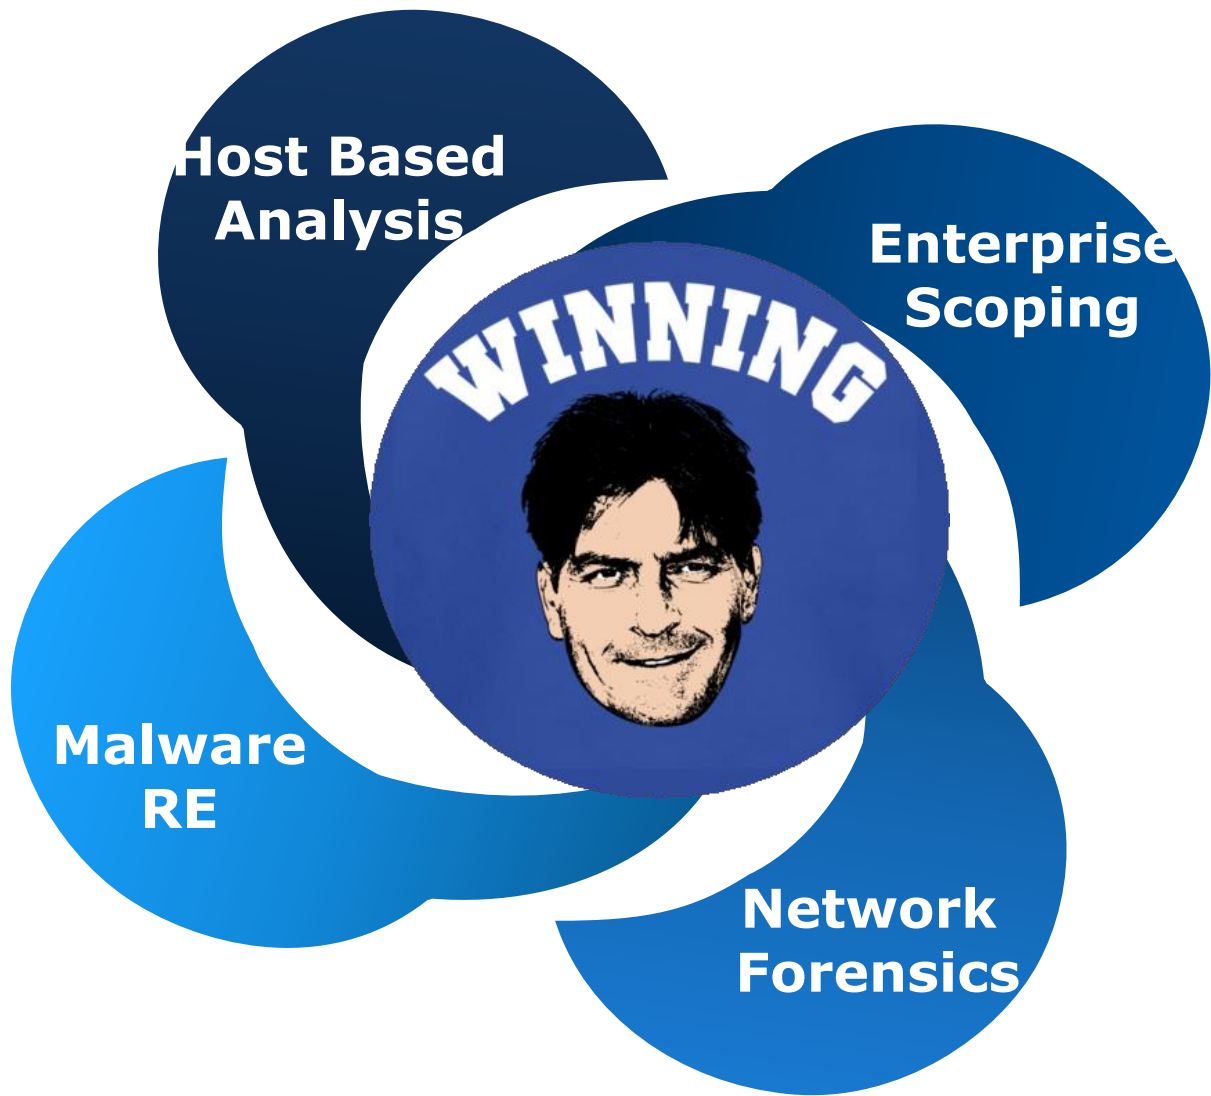 Host Based
Analysis
Enterprise
Scoping
WINNING
Malware
RE
Network
Forensics